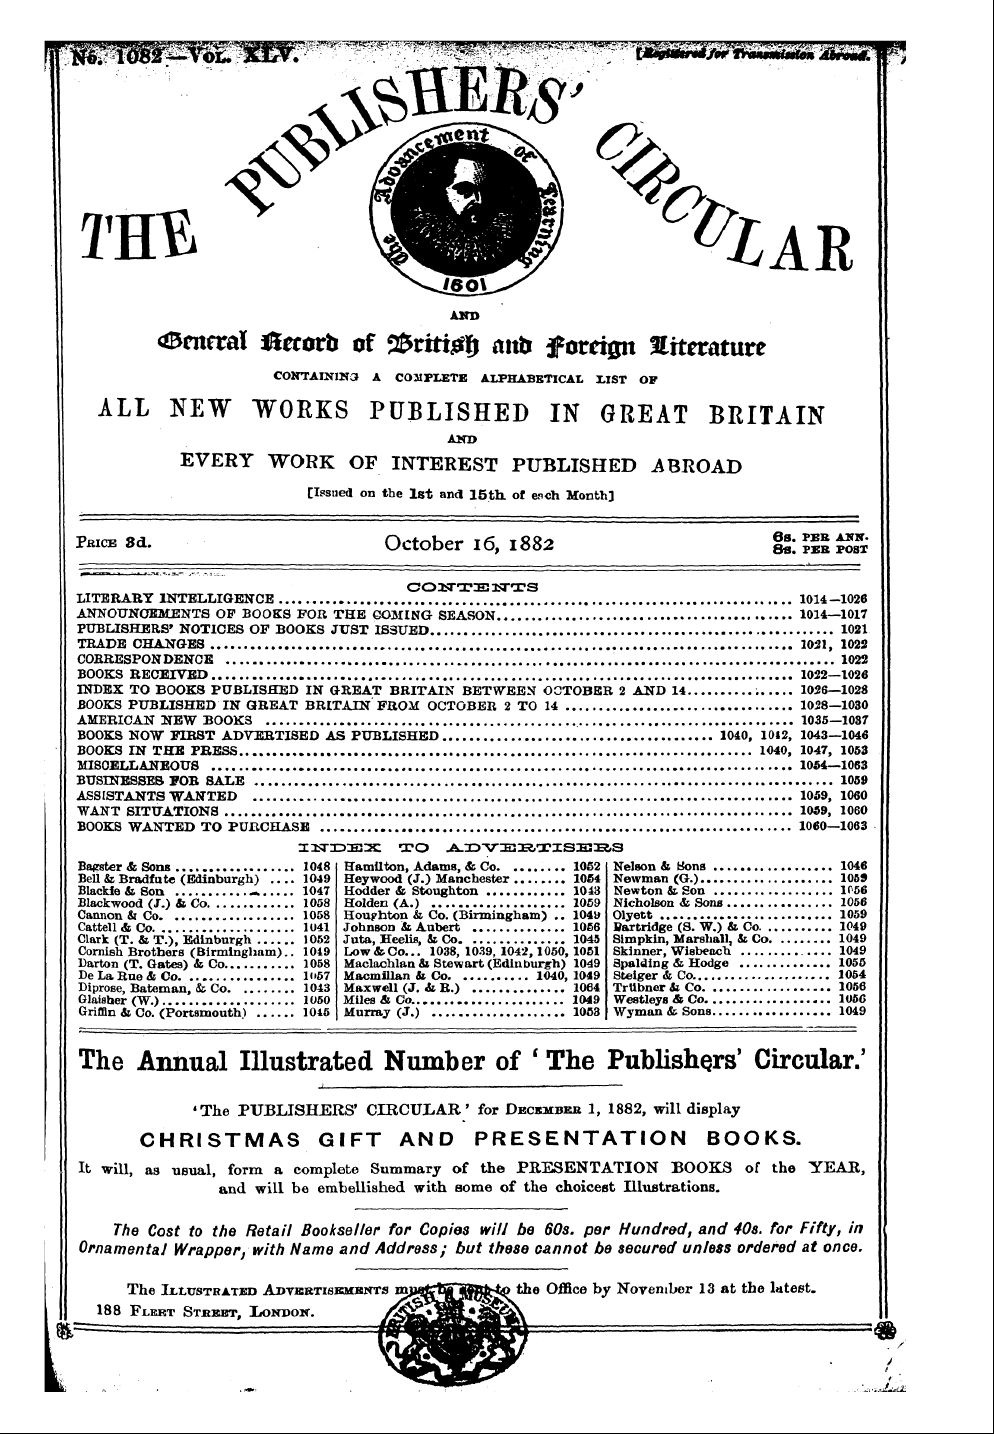 No. 1082—VOL. XLV.
[Registered for Transmission Abroad.
THE PUBLISHERS' CIRCULAR
The Advancement of Learning
1601
AND
General Record of British and Foreign Literature
CONTAINING A COMPLETE ALPHABETICAL LIST OF
ALL NEW WORKS PUBLISHED IN GREAT BRITAIN
AND
EVERY WORK OF INTEREST PUBLISHED ABROAD
[Issued on the 1st and 15th of each Month]
PRICE 3d.
October 16, 1882
6s. PER ANN.
8s. PER POST
CONTENTS
LITERARY INTELLIGENCE ........ 1014—1026
ANNOUNCEMENTS OF BOOKS FOR THE COMING SEASON ........ 1014—1017
PUBLISHERS' NOTICES OF BOOKS JUST ISSUED ........ 1021
TRADE CHANGES ........ 1021, 1022
CORRESPONDENCE ........ 1022
BOOKS RECEIVED ........ 1022—1026
INDEX TO BOOKS PUBLISHED IN GREAT BRITAIN BETWEEN OCTOBER 2 AND 14 ........ 1026—1028
BOOKS PUBLISHED IN GREAT BRITAIN FROM OCTOBER 2 TO 14 ........ 1028—1030
AMERICAN NEW BOOKS ........ 1035—1037
BOOKS NOW FIRST ADVERTISED AS PUBLISHED ........ 1040, 1042, 1043—1046
BOOKS IN THE PRESS ........ 1040, 1047, 1053
MISCELLANEOUS ........ 1054—1063
BUSINESSES FOR SALE ........ 1059
ASSISTANTS WANTED ........ 1059, 1060
WANT SITUATIONS ........ 1059, 1060
BOOKS WANTED TO PURCHASE ........ 1060—1063
INDEX TO ADVERTISERS
Bagster & Sons ........ 1048
Bell & Bradfute (Edinburgh) .... 1049
Blackie & Son ........ 1047
Blackwood (J.) & Co. ........ 1058
Cannon & Co. ........ 1058
Cattell & Co. ........ 1041
Clark (T. & T.), Edinburgh ...... 1052
Cornish Brothers (Birmingham).. 1049
Darton (T. Gates) & Co. ........ 1058
De La Rue & Co. ........ 1057
Diprose, Bateman, & Co. ........ 1043
Glaisher (W.) ........ 1050
Griffin & Co. (Portsmouth) ...... 1045
Hamilton, Adams, & Co. ........ 1052
Heywood (J.) Manchester ........ 1054
Hodder & Stoughton ........ 1043
Holden (A.) ........ 1059
Houghton & Co. (Birmingham) .. 1049
Johnson & Aubert ........ 1056
Juta, Heelis, & Co. ........ 1045
Low & Co... 1038, 1039, 1042, 1050, 1051
Maclachlan & Stewart (Edinburgh) 1049
Macmillan & Co. ........ 1040, 1049
Maxwell (J. & R.) ........ 1064
Miles & Co. ........ 1049
Murray (J.) ........ 1053
Nelson & Sons ........ 1046
Newman (G.) ........ 1059
Newton & Son ........ 1056
Nicholson & Sons ........ 1056
Olyett ........ 1059
Partridge (S. W.) & Co. ........ 1049
Simpkin, Marshall, & Co. ........ 1049
Skinner, Wisbeach ........ 1049
Spalding & Hodge ........ 1055
Steiger & Co. ........ 1054
Trübner & Co. ........ 1056
Westleys & Co. ........ 1056
Wyman & Sons ........ 1049
The Annual Illustrated Number of 'The Publishers' Circular.'
'The PUBLISHERS' CIRCULAR' for DECEMBER 1, 1882, will display
CHRISTMAS GIFT AND PRESENTATION BOOKS.
It will, as usual, form a complete Summary of the PRESENTATION BOOKS of the YEAR,
and will be embellished with some of the choicest Illustrations.
The Cost to the Retail Bookseller for Copies will be 60s. per Hundred, and 40s. for Fifty, in
Ornamental Wrapper, with Name and Address; but these cannot be secured unless ordered at once.
The ILLUSTRATED ADVERTISEMENTS must be sent to the Office by November 13 at the latest.
188 FLEET STREET, LONDON.
BRITISH MUSEUM